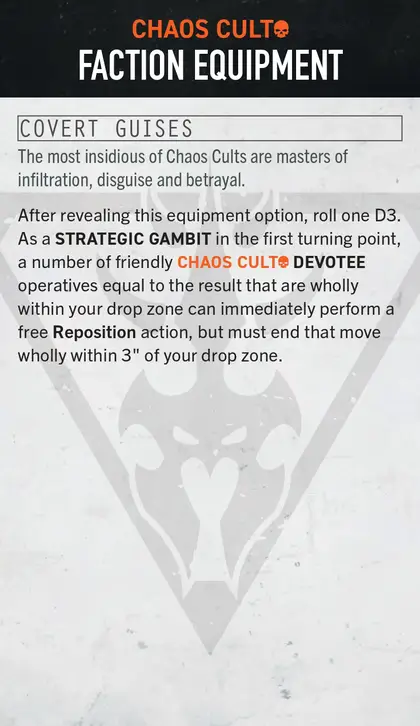 CHAOS CULT
FACTION EQUIPMENT
COVERT GUISES
The most insidious of Chaos Cults are masters of
infiltration, disguise and betrayal.
After revealing this equipment option, roll one D3.
As a STRATEGIC GAMBIT in the first turning point,
a number of friendly CHAOS CULT DEVOTEE
operatives equal to the result that are wholly
within your drop zone can immediately perform a
free Reposition action, but must end that move
wholly within 3" of your drop zone.